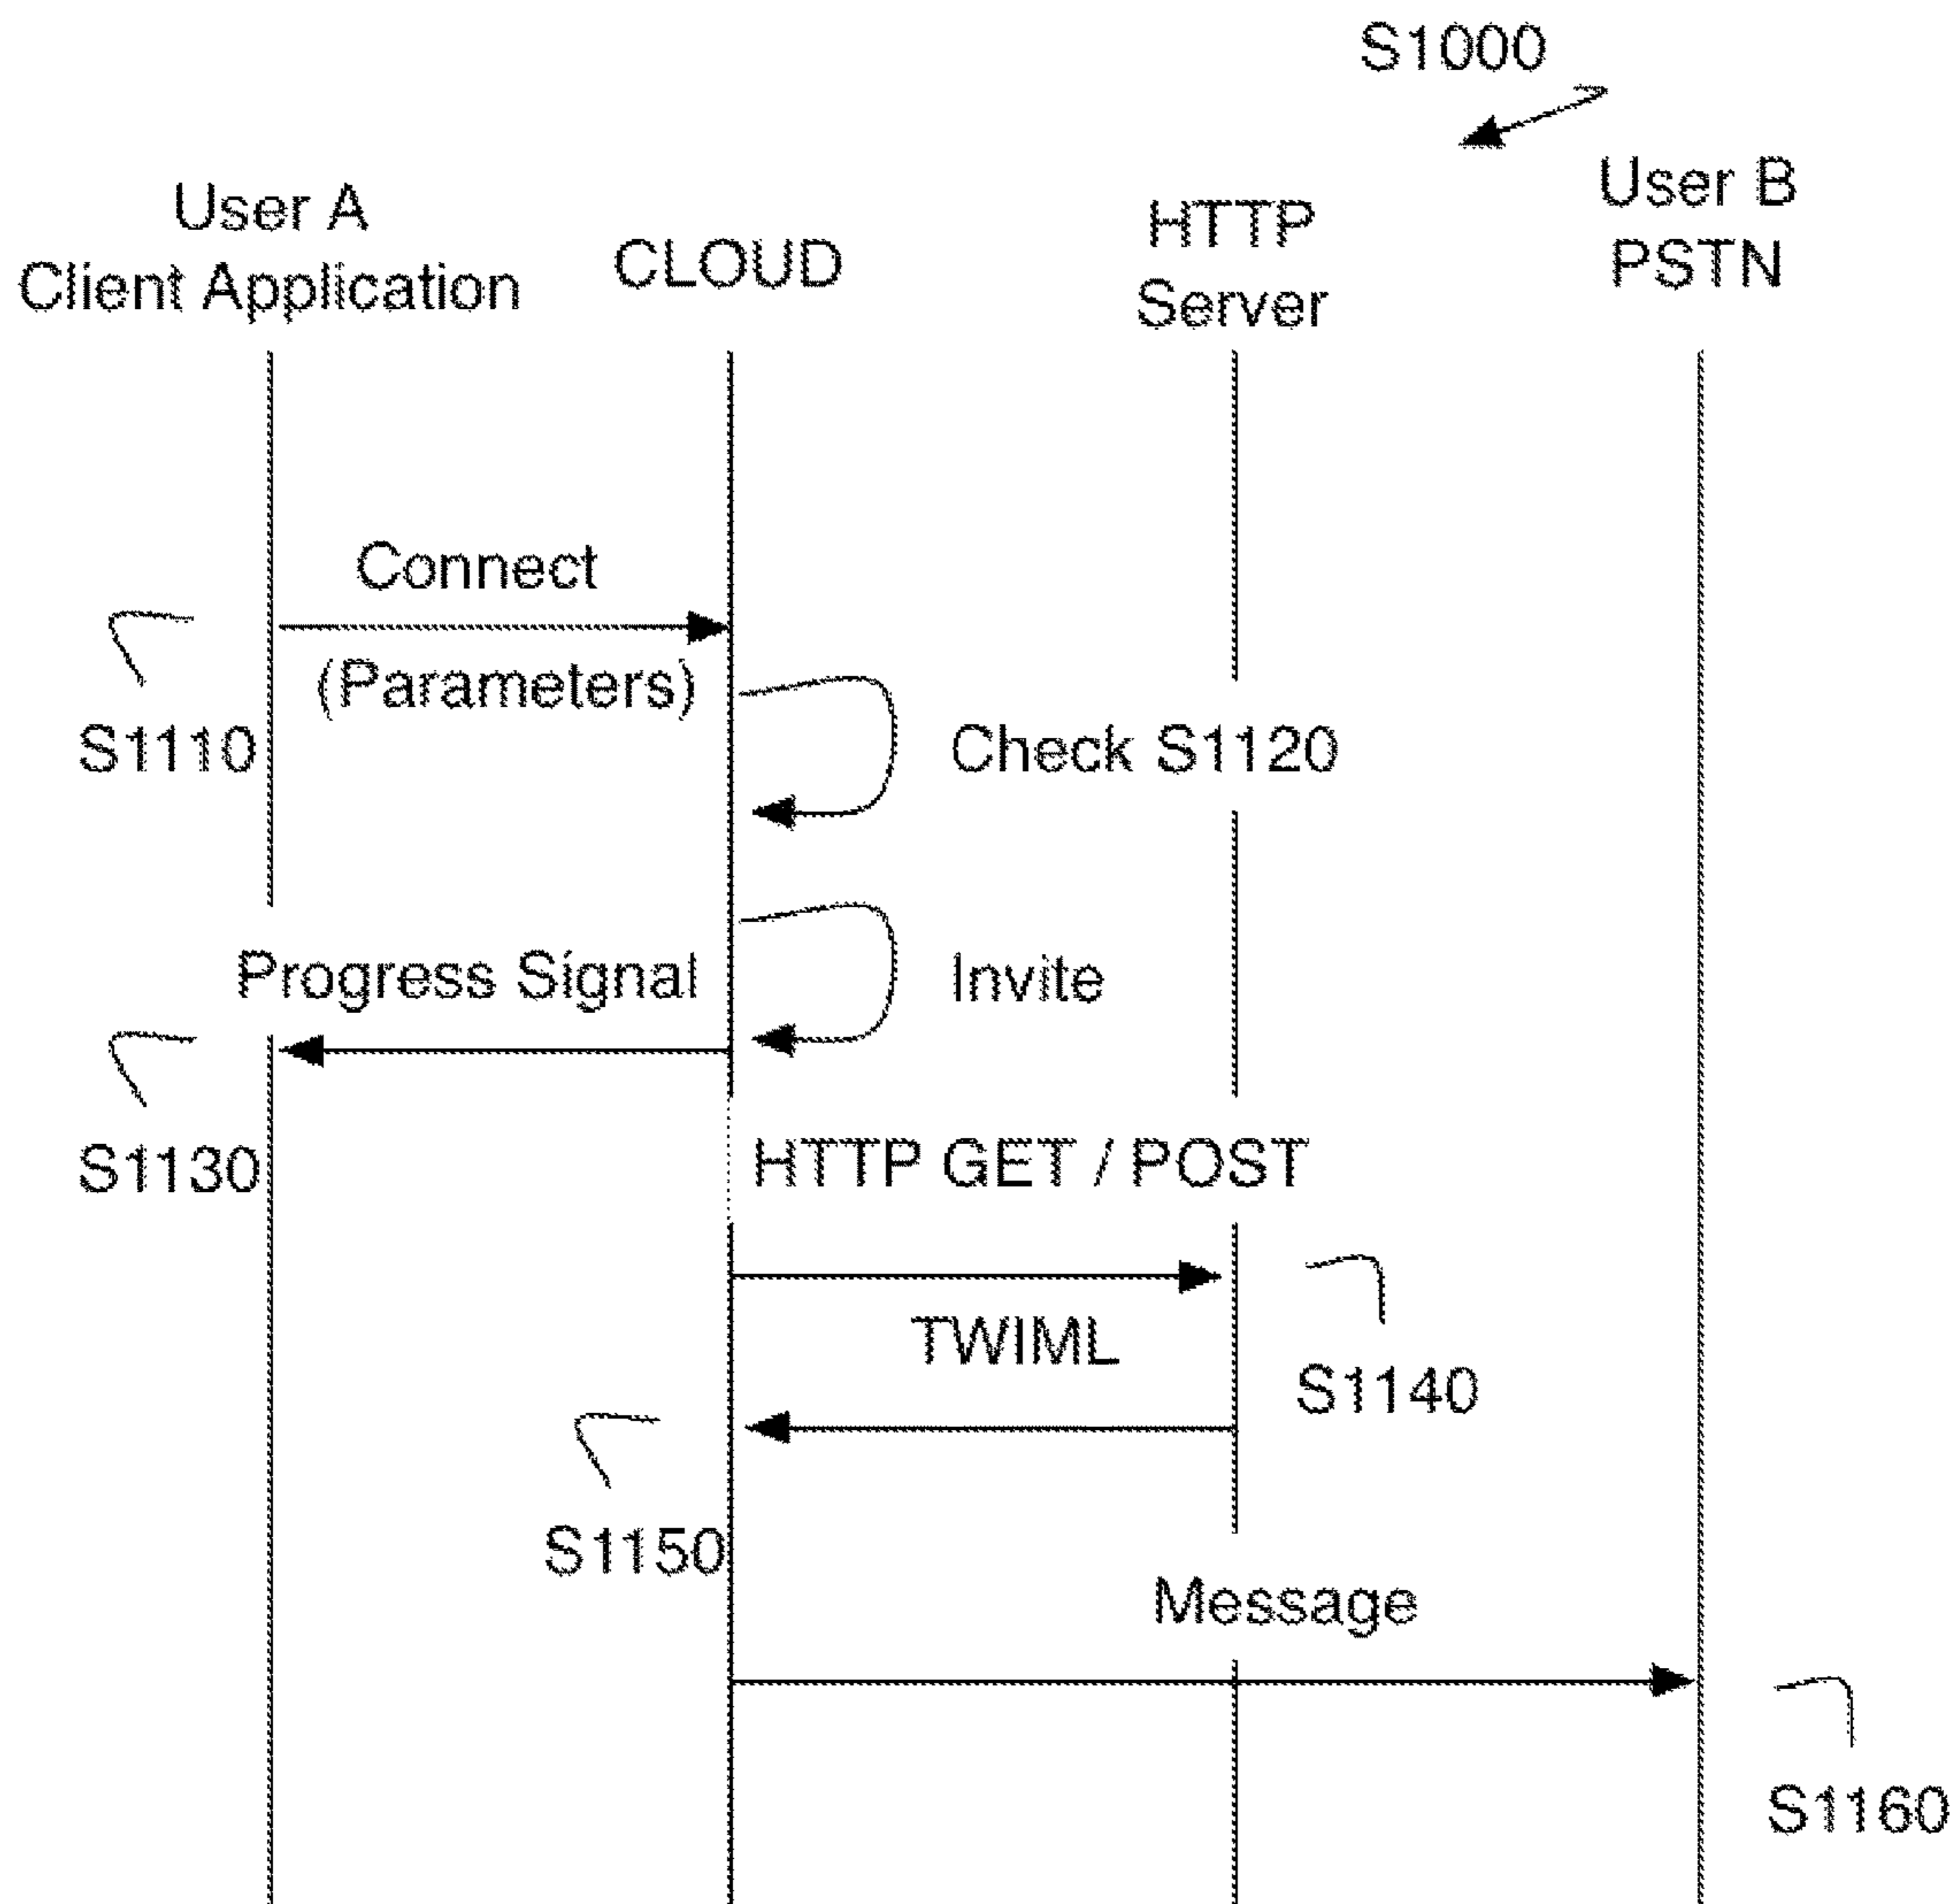 S1000
User A
Client Application
CLOUD
HTTP
Server
User B
PSTN
Connect
(Parameters)
S1110
Check S1120
Progress Signal
Invite
S1130
HTTP GET / POST
TWIML
S1140
S1150
Message
S1160